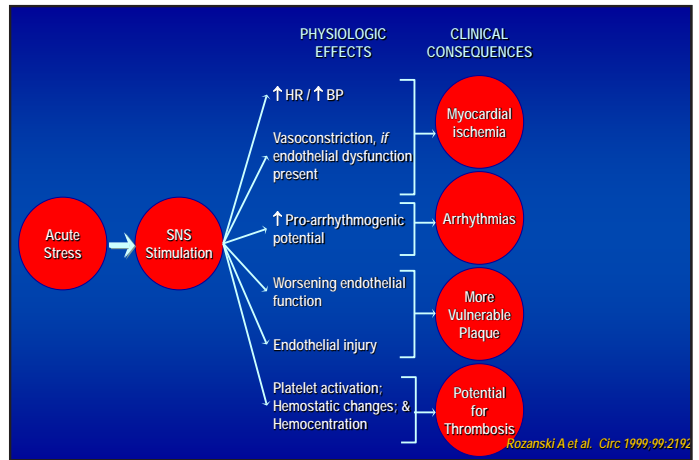 PHYSIOLOGIC
EFFECTS
CLINICAL
CONSEQUENCES
↑ HR / ↑ BP
Vasoconstriction, if
endothelial dysfunction
present
Myocardial
ischemia
Acute
Stress
SNS
Stimulation
↑ Pro-arrhythmogenic
potential
Arrhythmias
Worsening endothelial
function
Endothelial injury
More
Vulnerable
Plaque
Platelet activation;
Hemostatic changes; &
Hemocentration
Potential
for
Thrombosis
Rozanski A et al. Circ 1999;99:2192